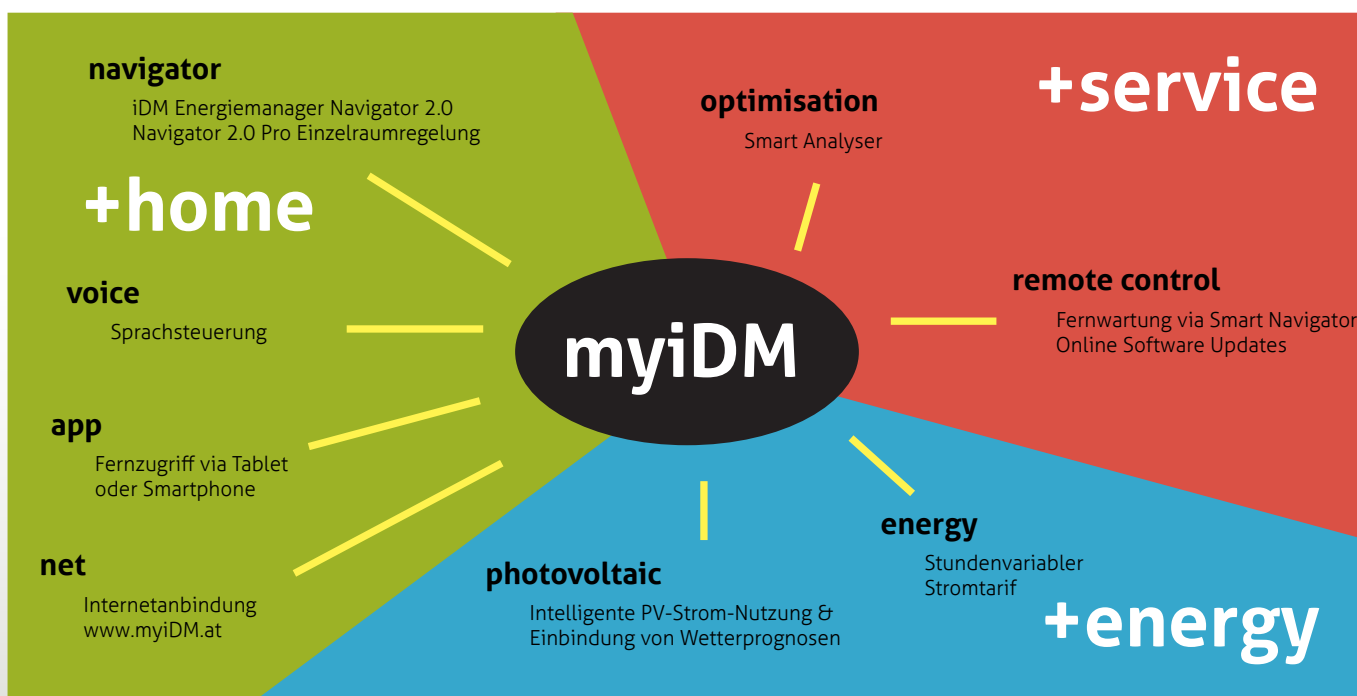 navigator
iDM Energiemanager Navigator 2.0
Navigator 2.0 Pro Einzelraumregelung
+home
voice
Sprachsteuerung
app
Fernzugriff via Tablet
oder Smartphone
net
Internetanbindung
www.myiDM.at
myiDM
+service
optimisation
Smart Analyser
remote control
Fernwartung via Smart Navigator
Online Software Updates
photovoltaic
Intelligente PV-Strom-Nutzung &
Einbindung von Wetterprognosen
energy
Stundenvariabler
Stromtarif
+energy